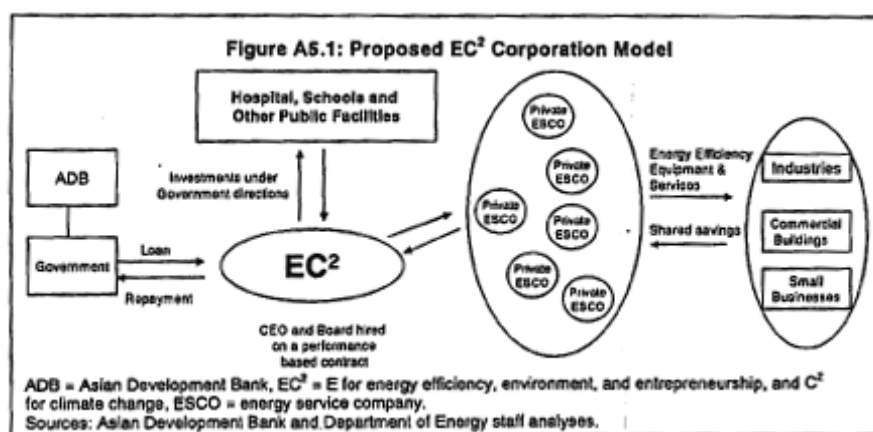 Figure A5.1: Proposed EC² Corporation Model
Hospital, Schools and
Other Public Facilities
ADB
Investments under
Government directions
Government
Loan
Repayment
EC²
CEO and Board hired
on a performance
based contract
Private
ESCO
Private
ESCO
Private
ESCO
Private
ESCO
Private
ESCO
Private
ESCO
Energy Efficiency
Equipment &
Services
Shared savings
Industries
Commercial
Buildings
Small
Businesses
ADB = Asian Development Bank, EC² = E for energy efficiency, environment, and entrepreneurship, and C²
for climate change, ESCO = energy service company.
Sources: Asian Development Bank and Department of Energy staff analyses.